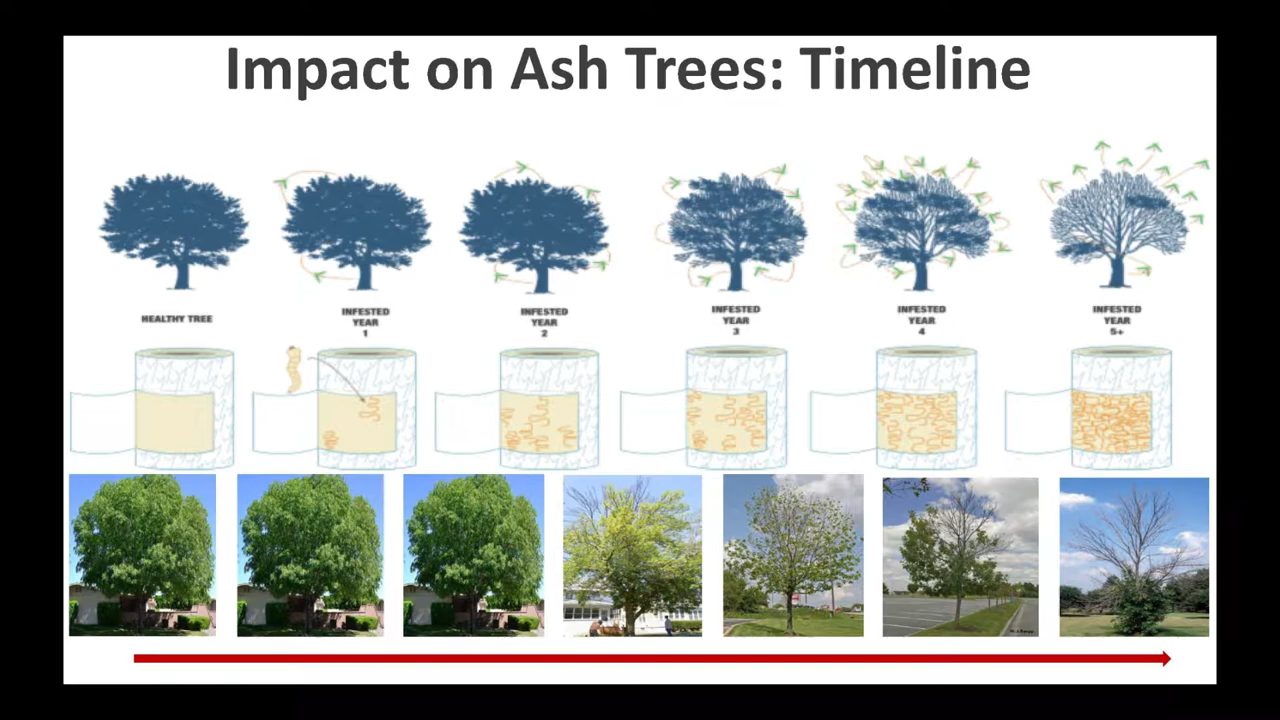 Impact on Ash Trees: Timeline
HEALTHY TREE
INFESTED
YEAR
1
INFESTED
YEAR
2
INFESTED
YEAR
3
INFESTED
YEAR
4
INFESTED
YEAR
5+